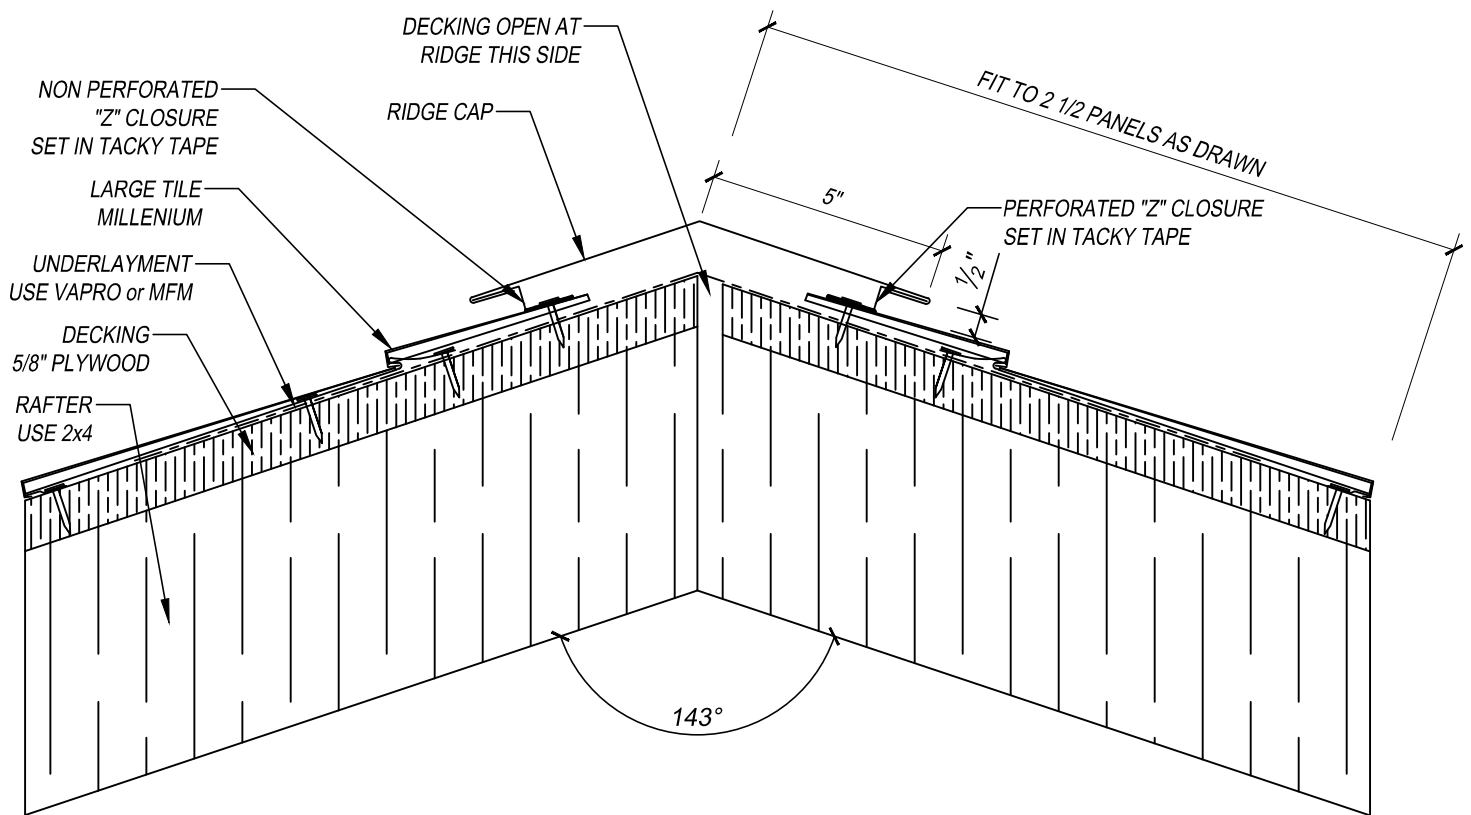 DECKING OPEN AT
RIDGE THIS SIDE
NON PERFORATED
"Z" CLOSURE
SET IN TACKY TAPE
RIDGE CAP
FIT TO 2 1/2 PANELS AS DRAWN
LARGE TILE
MILLENIUM
5"
PERFORATED "Z" CLOSURE
SET IN TACKY TAPE
1/2"
UNDERLAYMENT
USE VAPRO or MFM
DECKING
5/8" PLYWOOD
RAFTER
USE 2x4
143°